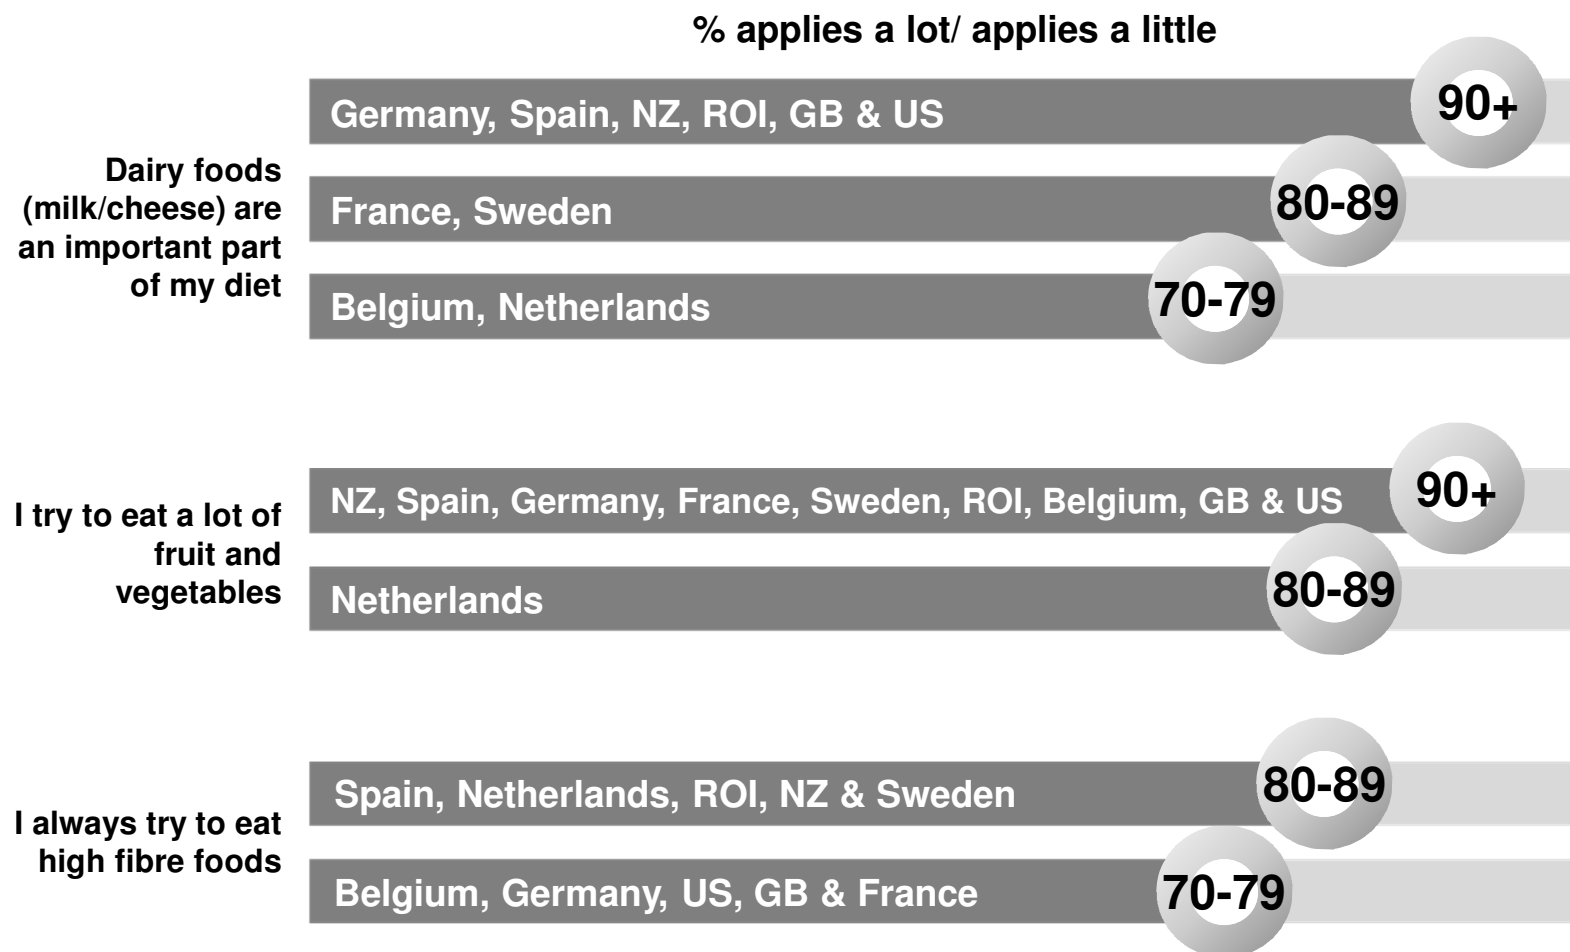 % applies a lot/ applies a little
Dairy foods
(milk/cheese) are
an important part
of my diet
Germany, Spain, NZ, ROI, GB & US
90+
France, Sweden
80-89
Belgium, Netherlands
70-79
I try to eat a lot of
fruit and
vegetables
NZ, Spain, Germany, France, Sweden, ROI, Belgium, GB & US
90+
Netherlands
80-89
I always try to eat
high fibre foods
Spain, Netherlands, ROI, NZ & Sweden
80-89
Belgium, Germany, US, GB & France
70-79